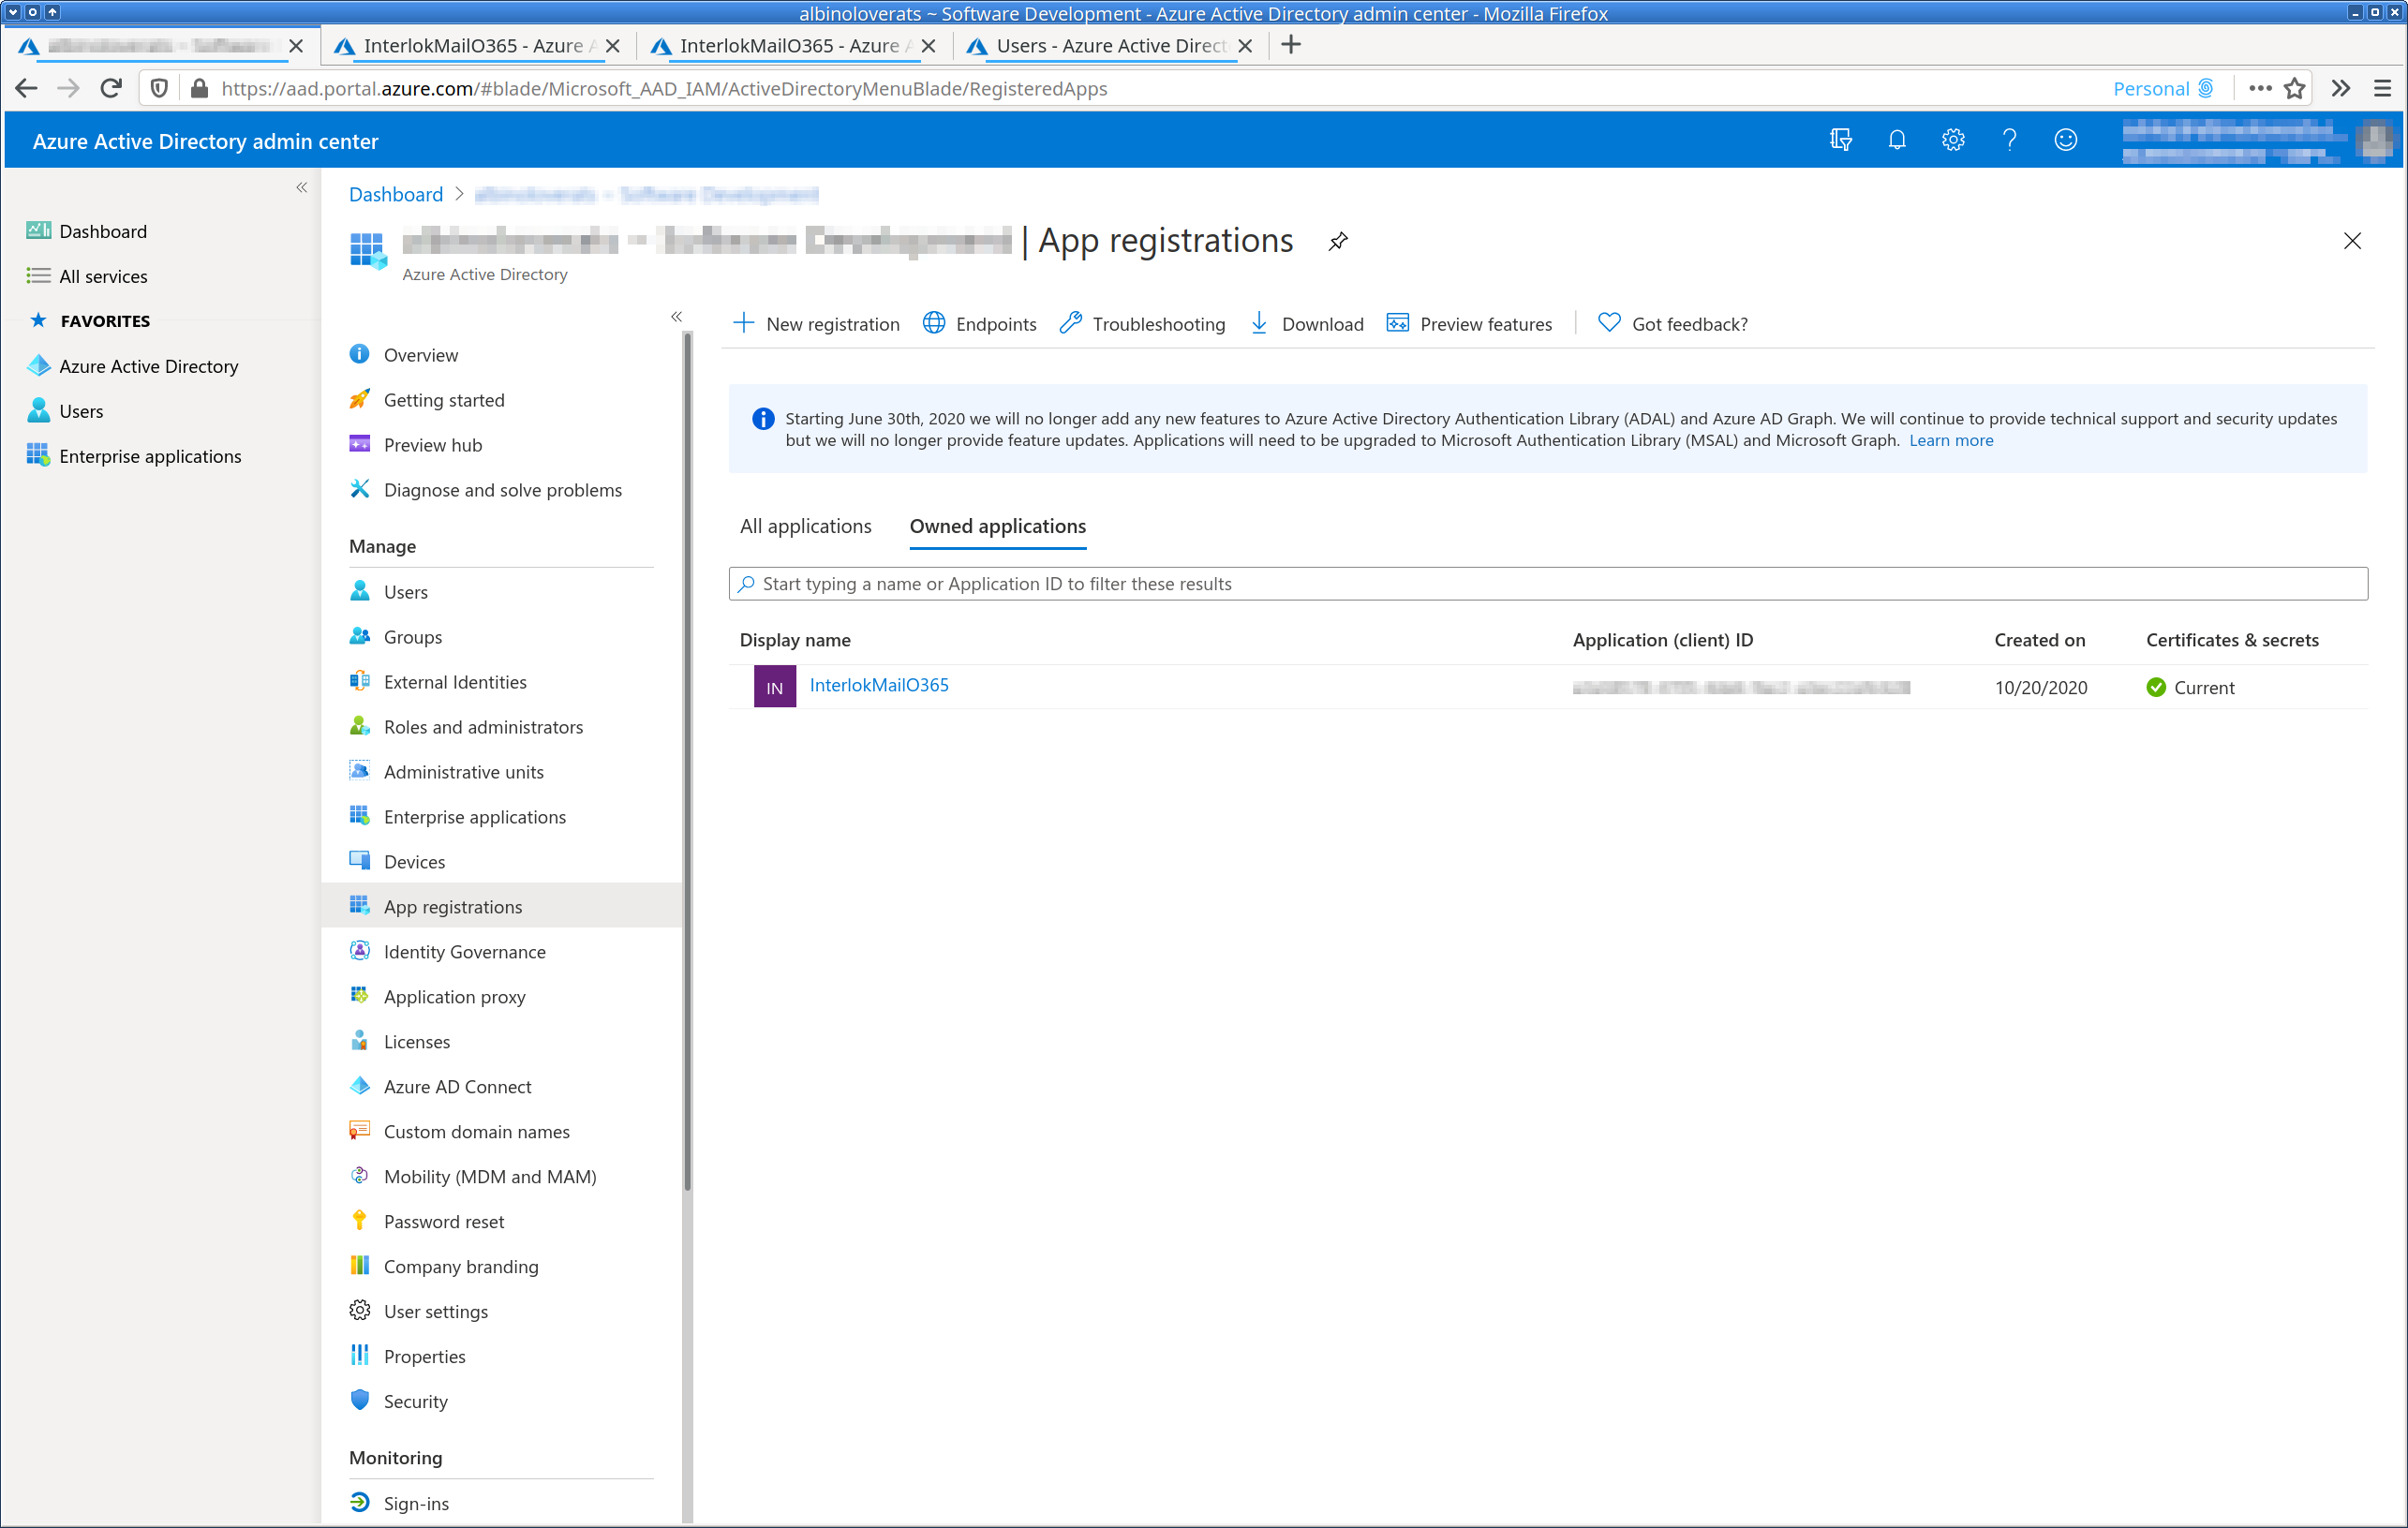 albinoloverats ~ Software Development - Azure Active Directory admin center - Mozilla Firefox
InterlokMailO365 - Azure A
InterlokMailO365 - Azure A
Users - Azure Active Direct
https://aad.portal.azure.com/#blade/Microsoft_AAD_IAM/ActiveDirectoryMenuBlade/RegisteredApps
Personal
Azure Active Directory admin center
Dashboard
All services
FAVORITES
Azure Active Directory
Users
Enterprise applications
Dashboard >
| App registrations
Azure Active Directory
Overview
Getting started
Preview hub
Diagnose and solve problems
Manage
Users
Groups
External Identities
Roles and administrators
Administrative units
Enterprise applications
Devices
App registrations
Identity Governance
Application proxy
Licenses
Azure AD Connect
Custom domain names
Mobility (MDM and MAM)
Password reset
Company branding
User settings
Properties
Security
Monitoring
Sign-ins
New registration
Endpoints
Troubleshooting
Download
Preview features
Got feedback?
Starting June 30th, 2020 we will no longer add any new features to Azure Active Directory Authentication Library (ADAL) and Azure AD Graph. We will continue to provide technical support and security updates
but we will no longer provide feature updates. Applications will need to be upgraded to Microsoft Authentication Library (MSAL) and Microsoft Graph. Learn more
All applications
Owned applications
Start typing a name or Application ID to filter these results
Display name Application (client) ID Created on Certificates & secrets
IN InterlokMailO365 10/20/2020 Current